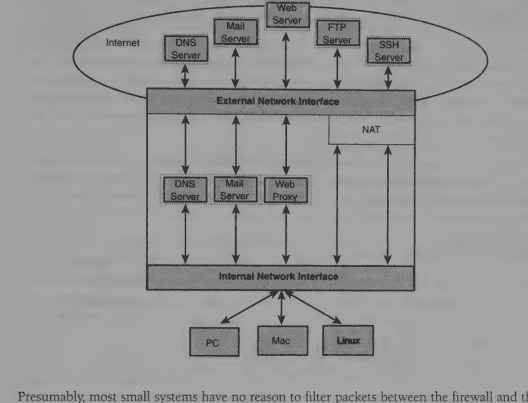 Web
Server
Mail
Server
FTP
Server
Internet
DNS
Server
SSH
Server
External Network Interface
NAT
DNS
Server
Mail
Server
Web
Proxy
Internal Network Interface
PC
Mac
Linux
Presumably, most small systems have no reason to filter packets between the firewall and